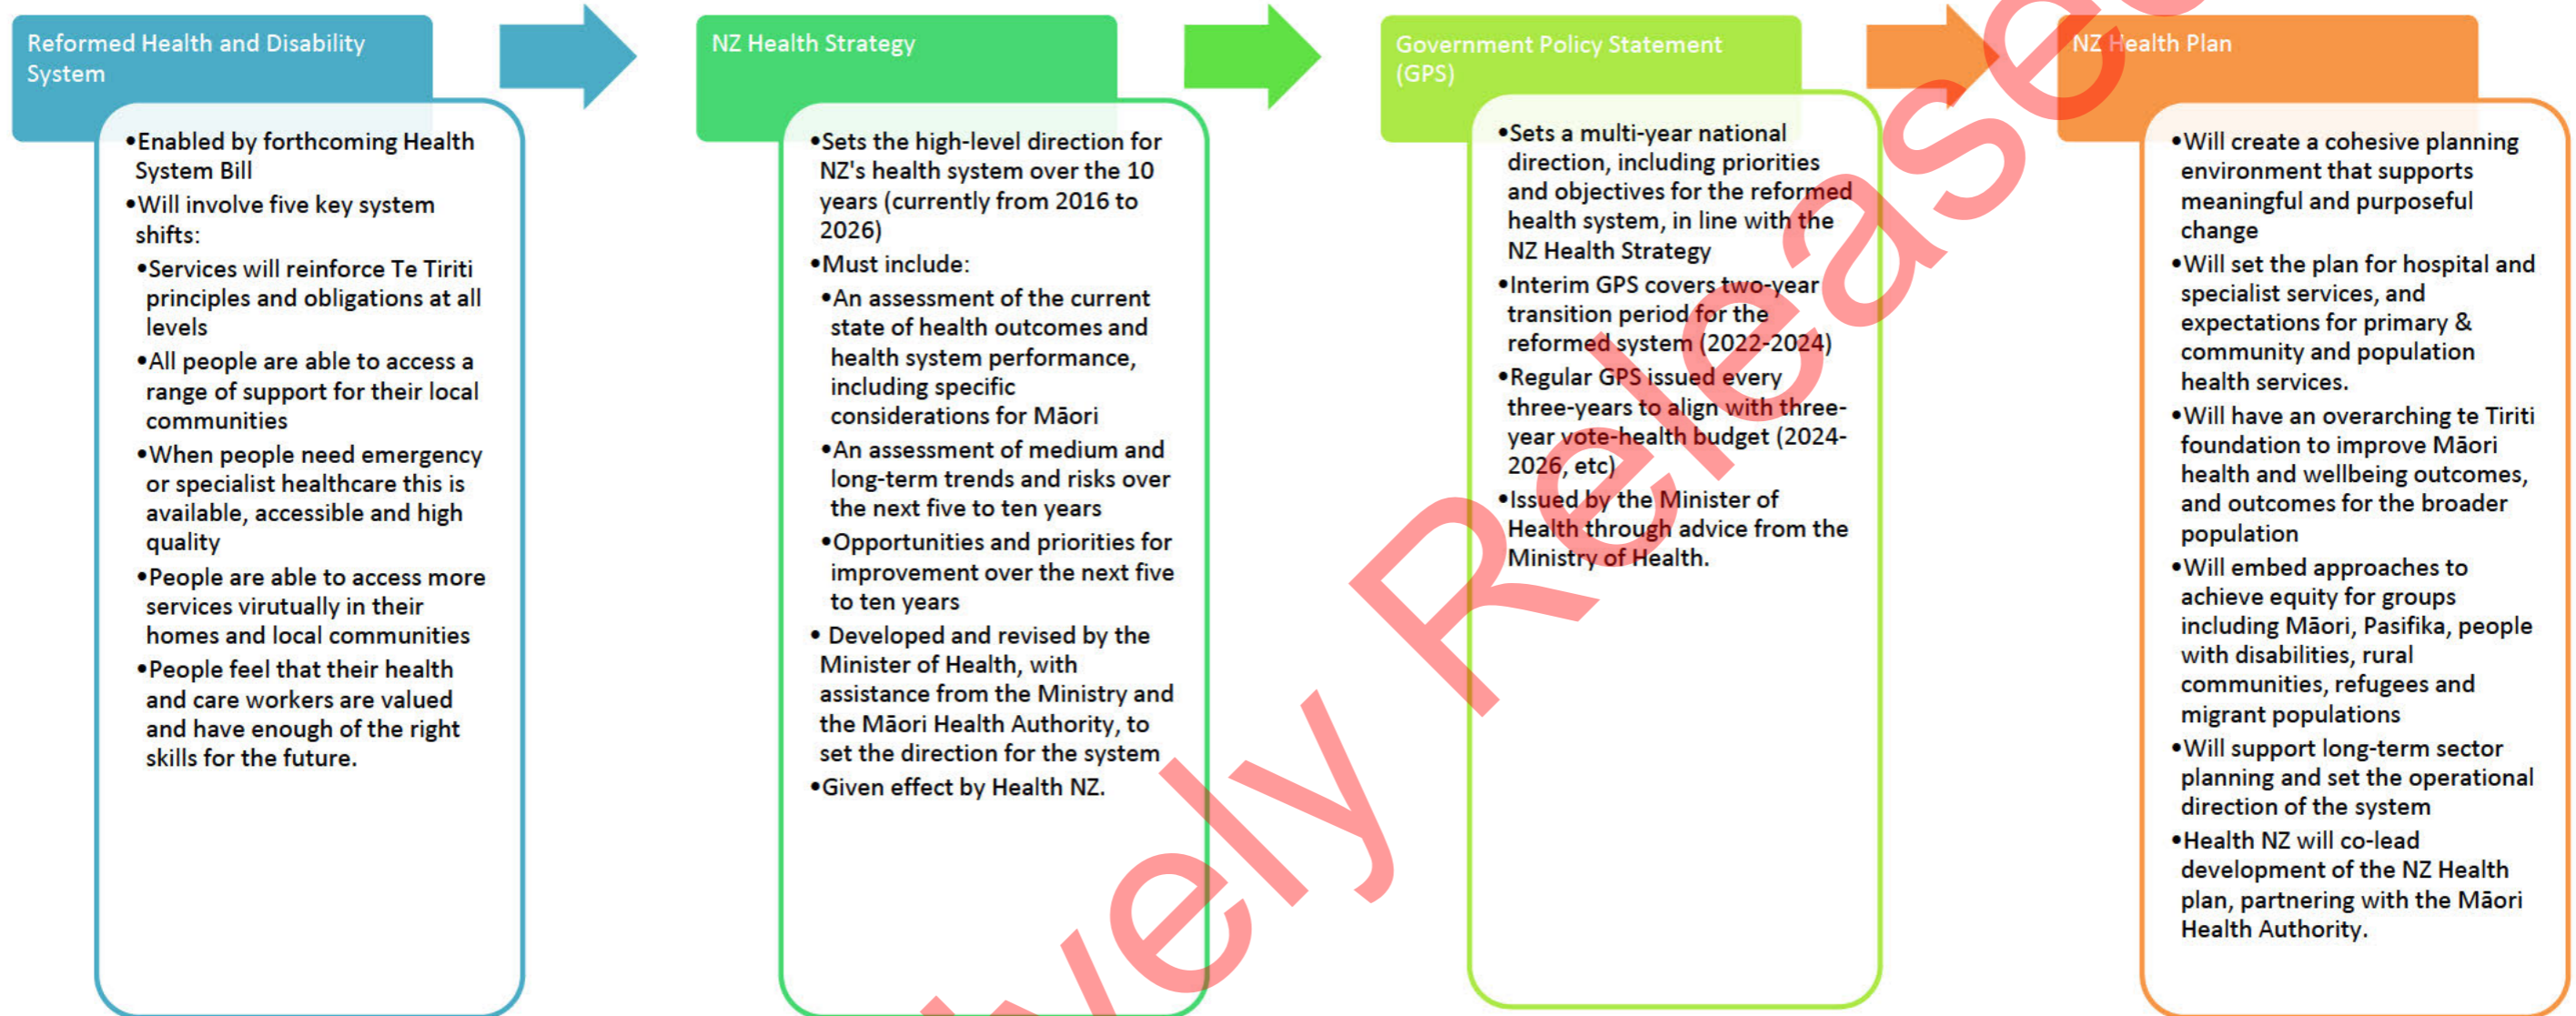 Reformed Health and Disability
System
•Enabled by forthcoming Health
System Bill
•Will involve five key system
shifts:
•Services will reinforce Te Tiriti
principles and obligations at all
levels
•All people are able to access a
range of support for their local
communities
•When people need emergency
or specialist healthcare this is
available, accessible and high
quality
•People are able to access more
services virutually in their
homes and local communities
•People feel that their health
and care workers are valued
and have enough of the right
skills for the future.
NZ Health Strategy
•Sets the high-level direction for
NZ's health system over the 10
years (currently from 2016 to
2026)
•Must include:
•An assessment of the current
state of health outcomes and
health system performance,
including specific
considerations for Māori
•An assessment of medium and
long-term trends and risks over
the next five to ten years
•Opportunities and priorities for
improvement over the next five
to ten years
• Developed and revised by the
Minister of Health, with
assistance from the Ministry and
the Māori Health Authority, to
set the direction for the system
•Given effect by Health NZ.
Government Policy Statement
(GPS)
•Sets a multi-year national
direction, including priorities
and objectives for the reformed
health system, in line with the
NZ Health Strategy
•Interim GPS covers two-year
transition period for the
reformed system (2022-2024)
•Regular GPS issued every
three-years to align with three-
year vote-health budget (2024-
2026, etc)
•Issued by the Minister of
Health through advice from the
Ministry of Health.
NZ Health Plan
•Will create a cohesive planning
environment that supports
meaningful and purposeful
change
•Will set the plan for hospital and
specialist services, and
expectations for primary &
community and population
health services.
•Will have an overarching te Tiriti
foundation to improve Māori
health and wellbeing outcomes,
and outcomes for the broader
population
•Will embed approaches to
achieve equity for groups
including Māori, Pasifika, people
with disabilities, rural
communities, refugees and
migrant populations
•Will support long-term sector
planning and set the operational
direction of the system
•Health NZ will co-lead
development of the NZ Health
plan, partnering with the Māori
Health Authority.
vely Released